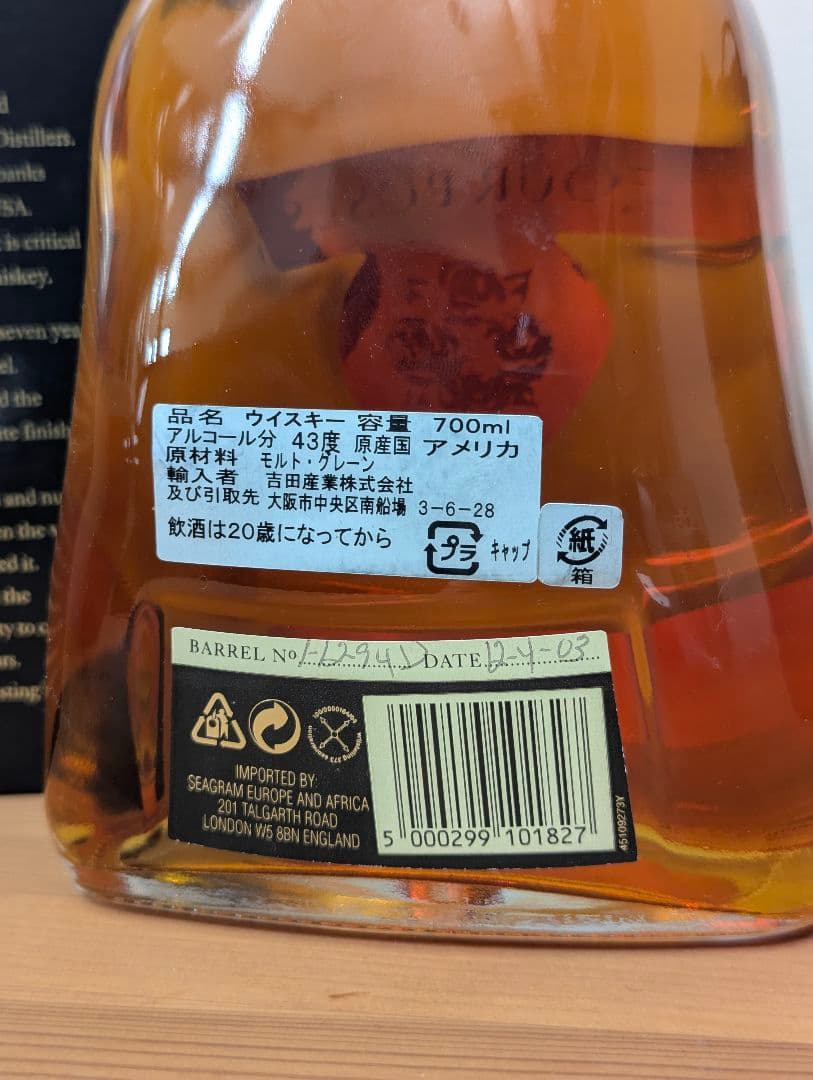 Distillers.
banks
is critical
seven yea
d the
and nu
ed it.
the
品名 ウイスキー 容量 700ml
アルコール分 43度 原産国 アメリカ
原材料 モルト・グレーン
輸入者 吉田産業株式会社
及び引取先 大阪市中央区南船場 3-6-28
飲酒は20歳になってから
プラ キャップ
紙
箱
BARREL No DATE 12-4-03
IMPORTED BY:
SEAGRAM EUROPE AND AFRICA
201 TALGARTH ROAD
LONDON W5 8BN ENGLAND
5 000299 101827
45109273Y